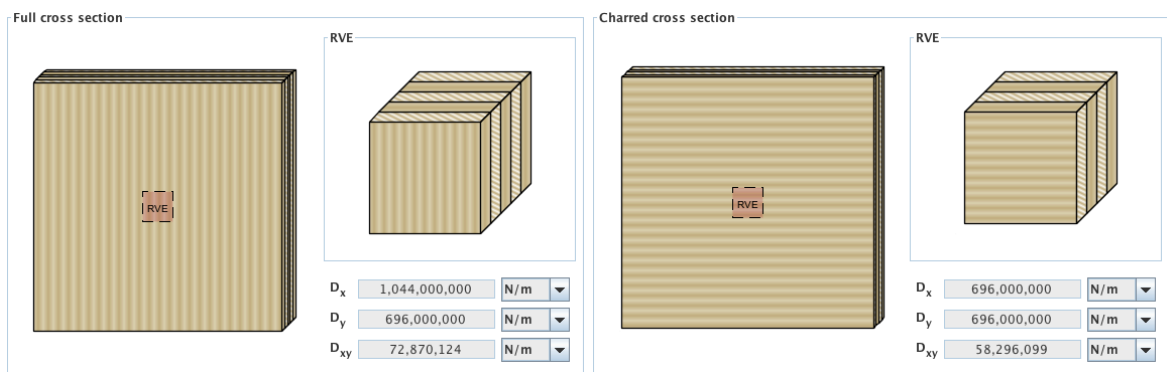 Full cross section
RVE
RVE
Dx 1,044,000,000 N/m
Dy 696,000,000 N/m
Dxy 72,870,124 N/m
Charred cross section
RVE
RVE
Dx 696,000,000 N/m
Dy 696,000,000 N/m
Dxy 58,296,099 N/m